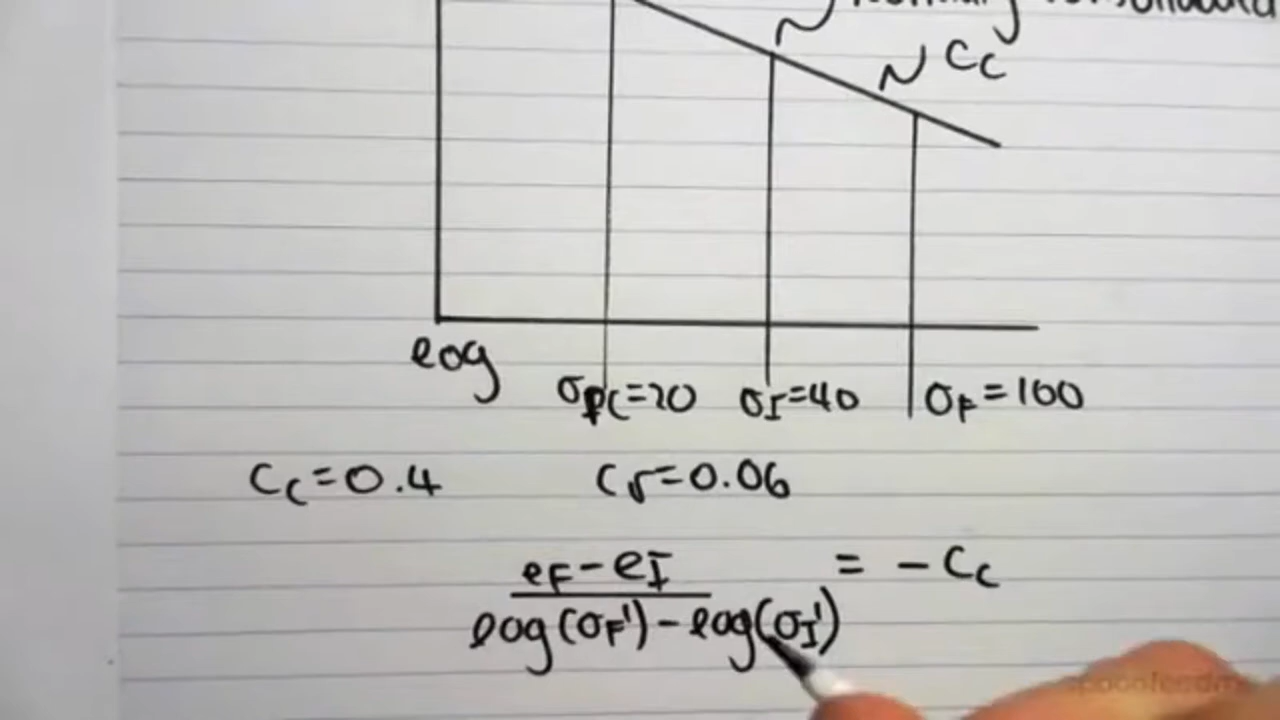 Cc
log σpc=20 σI=40 σF=100
Cc=0.4 Cr=0.06
eF-eI = -Cc
log(σF')-log(σI')